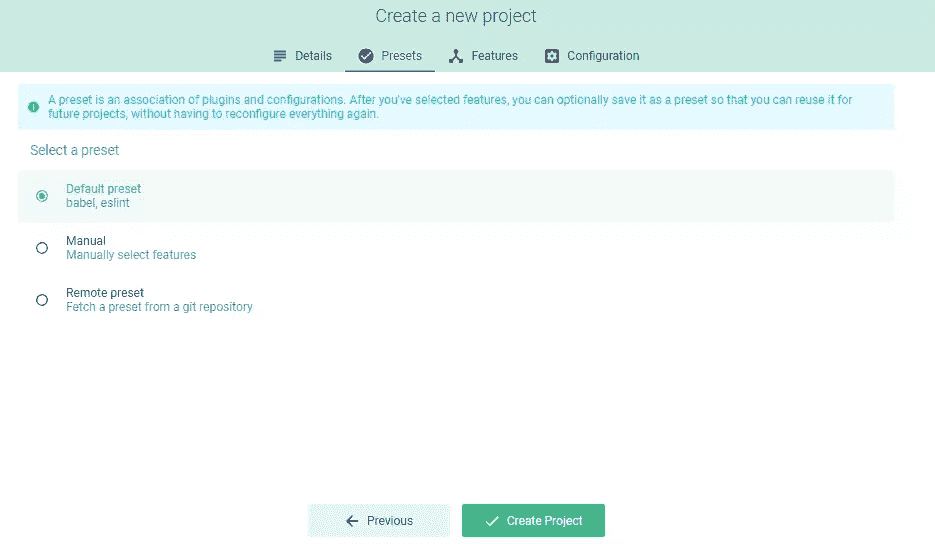 Create a new project
Details Presets Features Configuration
A preset is an association of plugins and configurations. After you've selected features, you can optionally save it as a preset so that you can reuse it for
future projects, without having to reconfigure everything again.
Select a preset
Default preset
babel, eslint
Manual
Manually select features
Remote preset
Fetch a preset from a git repository
Previous Create Project